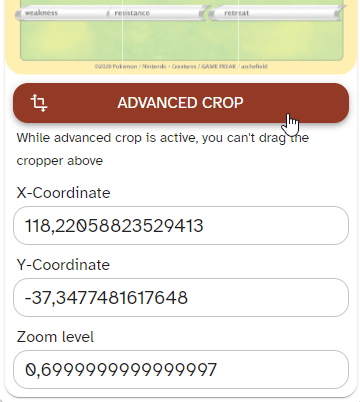 weakness resistance retreat
©2020 Pokémon / Nintendo / Creatures / GAME FREAK / aschefield
ADVANCED CROP
While advanced crop is active, you can't drag the
cropper above
X-Coordinate
118,22058823529413
Y-Coordinate
-37,3477481617648
Zoom level
0,6999999999999997